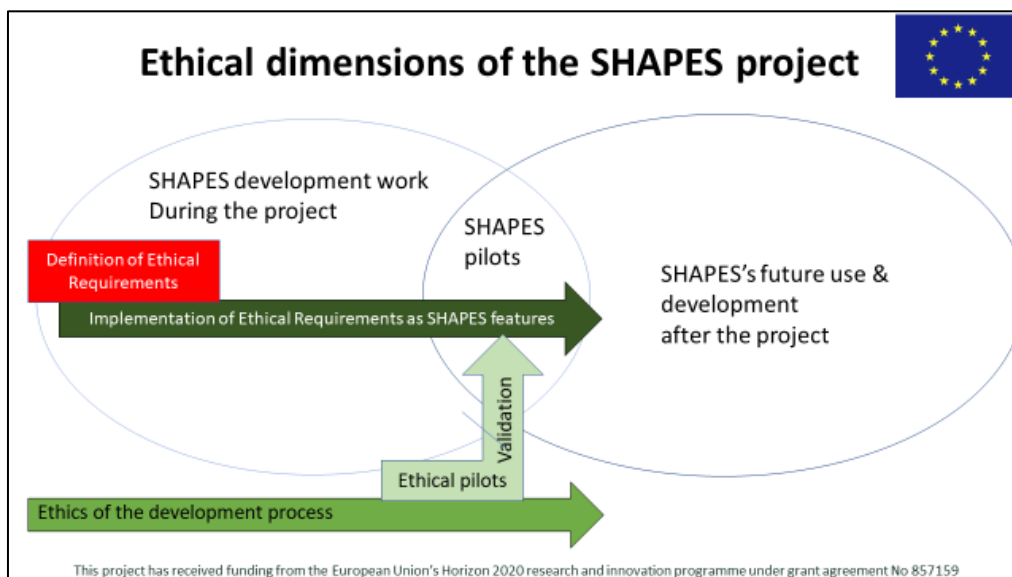 Ethical dimensions of the SHAPES project
SHAPES development work
During the project
SHAPES
pilots
SHAPES's future use &
development
after the project
Definition of Ethical
Requirements
Implementation of Ethical Requirements as SHAPES features
Validation
Ethical pilots
Ethics of the development process
This project has received funding from the European Union's Horizon 2020 research and innovation programme under grant agreement No 857159